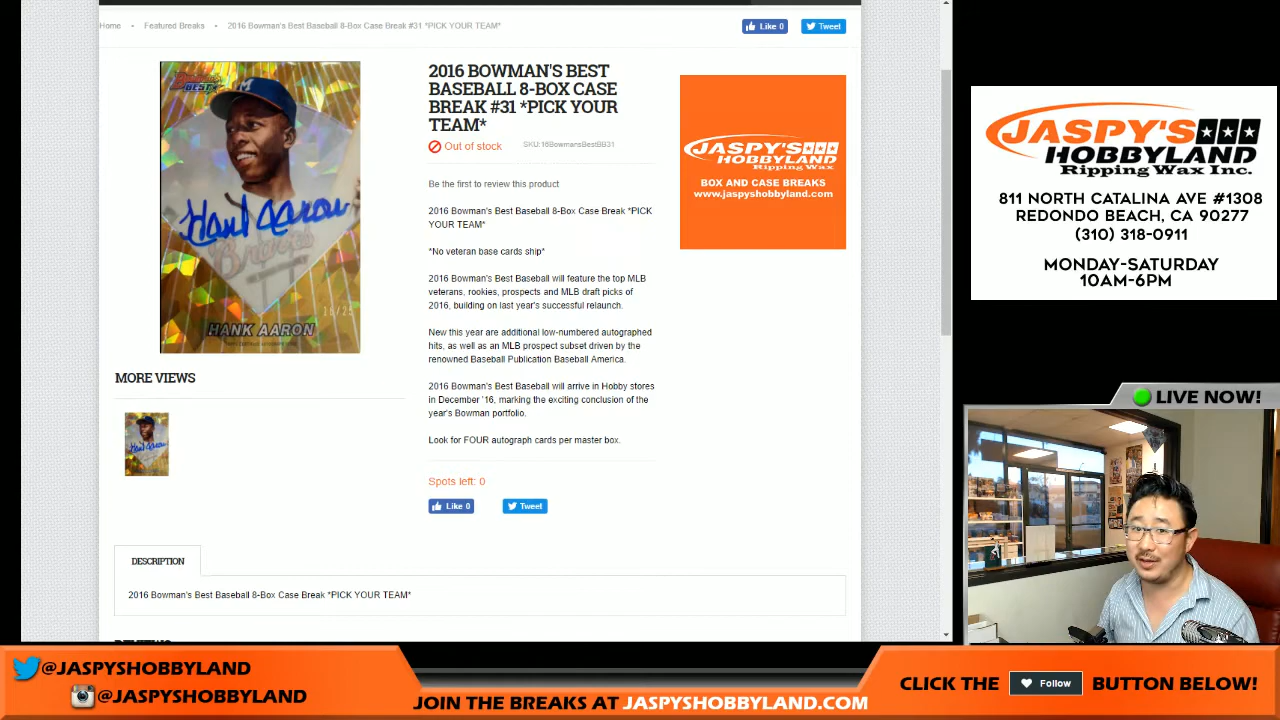 Home • Featured Breaks • 2016 Bowman's Best Baseball 8-Box Case Break #31 *PICK YOUR TEAM*
Like 0
Tweet
BOWMAN'S
BEST
Hank Aaron
Braves
HANK AARON
2016 BOWMAN'S BEST
BASEBALL 8-BOX CASE
BREAK #31 *PICK YOUR
TEAM*
Out of stock
SKU:16BowmansBestBB31
Be the first to review this product
2016 Bowman's Best Baseball 8-Box Case Break *PICK
YOUR TEAM*
*No veteran base cards ship*
2016 Bowman's Best Baseball will feature the top MLB
veterans, rookies, prospects and MLB draft picks of
2016, building on last year's successful relaunch.
New this year are additional low-numbered autographed
hits, as well as an MLB prospect subset driven by the
renowned Baseball Publication Baseball America.
2016 Bowman's Best Baseball will arrive in Hobby stores
in December '16, marking the exciting conclusion of the
year's Bowman portfolio.
Look for FOUR autograph cards per master box.
Spots left: 0
Like 0
Tweet
JASPY'S
HOBBYLAND
Ripping Wax
BOX AND CASE BREAKS
www.jaspyshobbyland.com
MORE VIEWS
DESCRIPTION
2016 Bowman's Best Baseball 8-Box Case Break *PICK YOUR TEAM*
JASPY'S
HOBBYLAND
Ripping Wax Inc.
811 NORTH CATALINA AVE #1308
REDONDO BEACH, CA 90277
(310) 318-0911
MONDAY-SATURDAY
10AM-6PM
LIVE NOW!
@JASPYSHOBBYLAND
@JASPYSHOBBYLAND
JOIN THE BREAKS AT JASPYSHOBBYLAND.COM
CLICK THE Follow BUTTON BELOW!